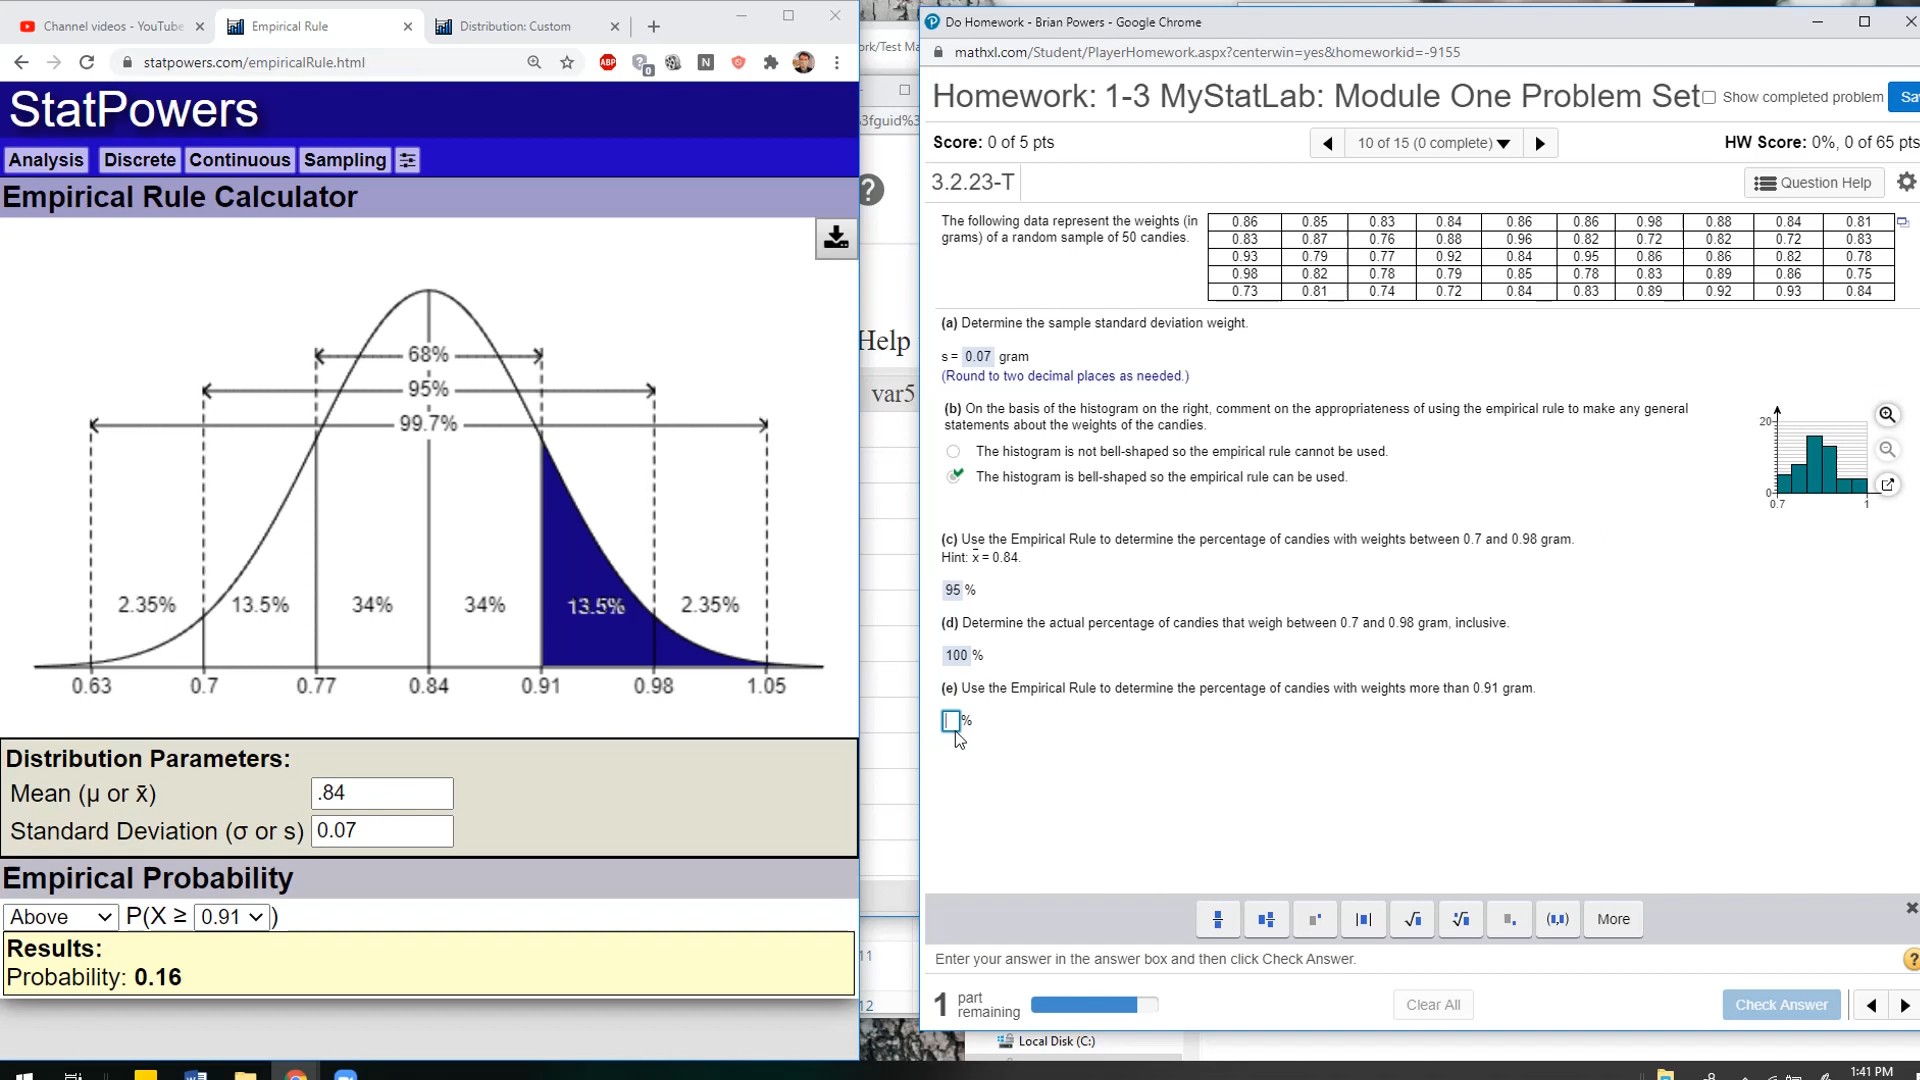 Channel videos - YouTube
Empirical Rule
Distribution: Custom
statpowers.com/empiricalRule.html
ABP
StatPowers
Analysis Discrete Continuous Sampling
Empirical Rule Calculator
68%
95%
99.7%
2.35% 13.5% 34% 34% 13.5% 2.35%
0.63 0.7 0.77 0.84 0.91 0.98 1.05
Distribution Parameters:
Mean (μ or x̄) .84
Standard Deviation (σ or s) 0.07
Empirical Probability
Above P(X ≥ 0.91 )
Results:
Probability: 0.16
ork/Test Ma
?
Help
var5
11
12
Do Homework - Brian Powers - Google Chrome
mathxl.com/Student/PlayerHomework.aspx?centerwin=yes&homeworkid=-9155
Homework: 1-3 MyStatLab: Module One Problem Set
Show completed problem
Sa
Score: 0 of 5 pts
10 of 15 (0 complete)
HW Score: 0%, 0 of 65 pts
3.2.23-T
Question Help
The following data represent the weights (in
grams) of a random sample of 50 candies.
0.86 0.85 0.83 0.84 0.86 0.86 0.98 0.88 0.84 0.81
0.83 0.87 0.76 0.88 0.96 0.82 0.72 0.82 0.72 0.83
0.93 0.79 0.77 0.92 0.84 0.95 0.86 0.86 0.82 0.78
0.98 0.82 0.78 0.79 0.85 0.78 0.83 0.89 0.86 0.75
0.73 0.81 0.74 0.72 0.84 0.83 0.89 0.92 0.93 0.84
(a) Determine the sample standard deviation weight.
s = 0.07 gram
(Round to two decimal places as needed.)
(b) On the basis of the histogram on the right, comment on the appropriateness of using the empirical rule to make any general
statements about the weights of the candies.
The histogram is not bell-shaped so the empirical rule cannot be used.
The histogram is bell-shaped so the empirical rule can be used.
20
0
0.7 1
(c) Use the Empirical Rule to determine the percentage of candies with weights between 0.7 and 0.98 gram.
Hint: x̄ = 0.84.
95 %
(d) Determine the actual percentage of candies that weigh between 0.7 and 0.98 gram, inclusive.
100 %
(e) Use the Empirical Rule to determine the percentage of candies with weights more than 0.91 gram.
%
More
Enter your answer in the answer box and then click Check Answer.
?
1 part
remaining
Clear All
Check Answer
Local Disk (C:)
1:41 PM